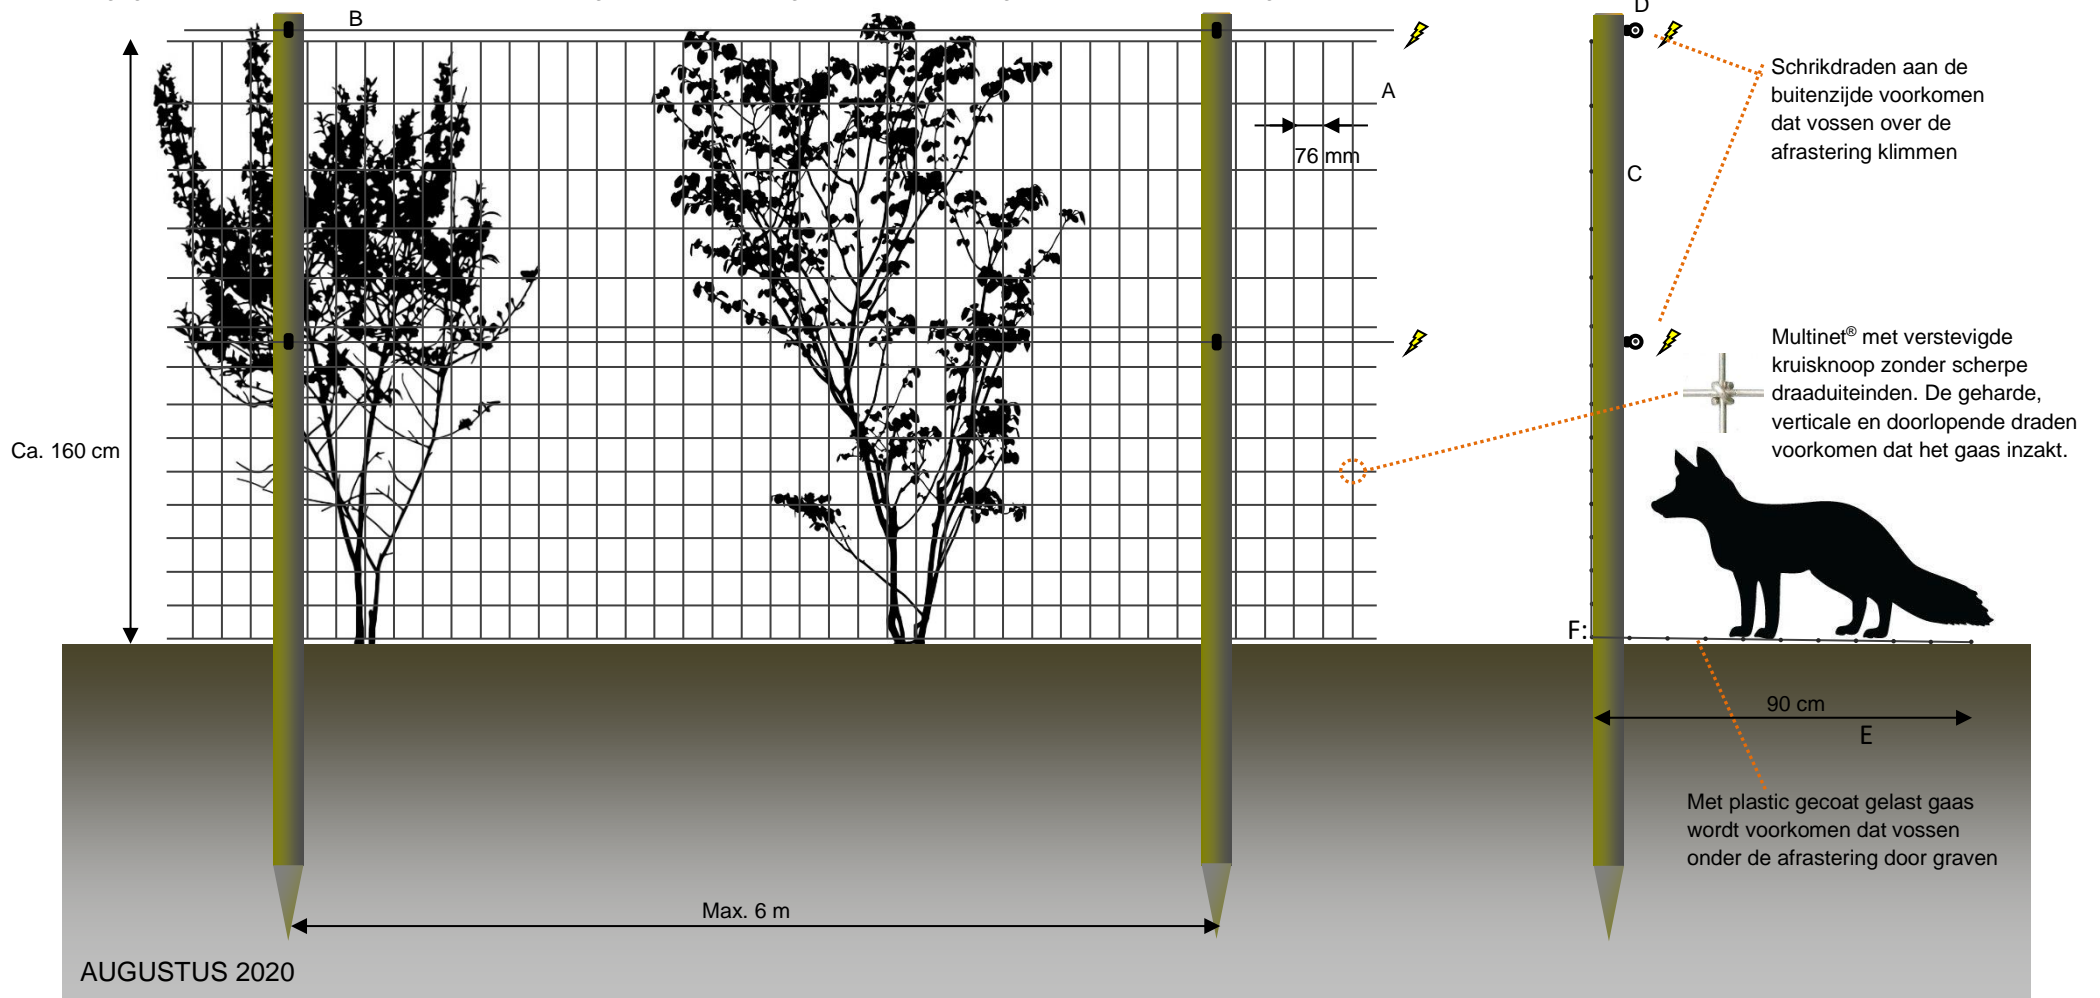 B
D
A
Schrikdraden aan de
buitenzijde voorkomen
dat vossen over de
afrastering klimmen
76 mm
C
Multinet® met verstevigde
kruisknoop zonder scherpe
draaduiteinden. De geharde,
verticale en doorlopende draden
voorkomen dat het gaas inzakt.
Ca. 160 cm
F:
90 cm
E
Met plastic gecoat gelast gaas
wordt voorkomen dat vossen
onder de afrastering door graven
Max. 6 m
AUGUSTUS 2020